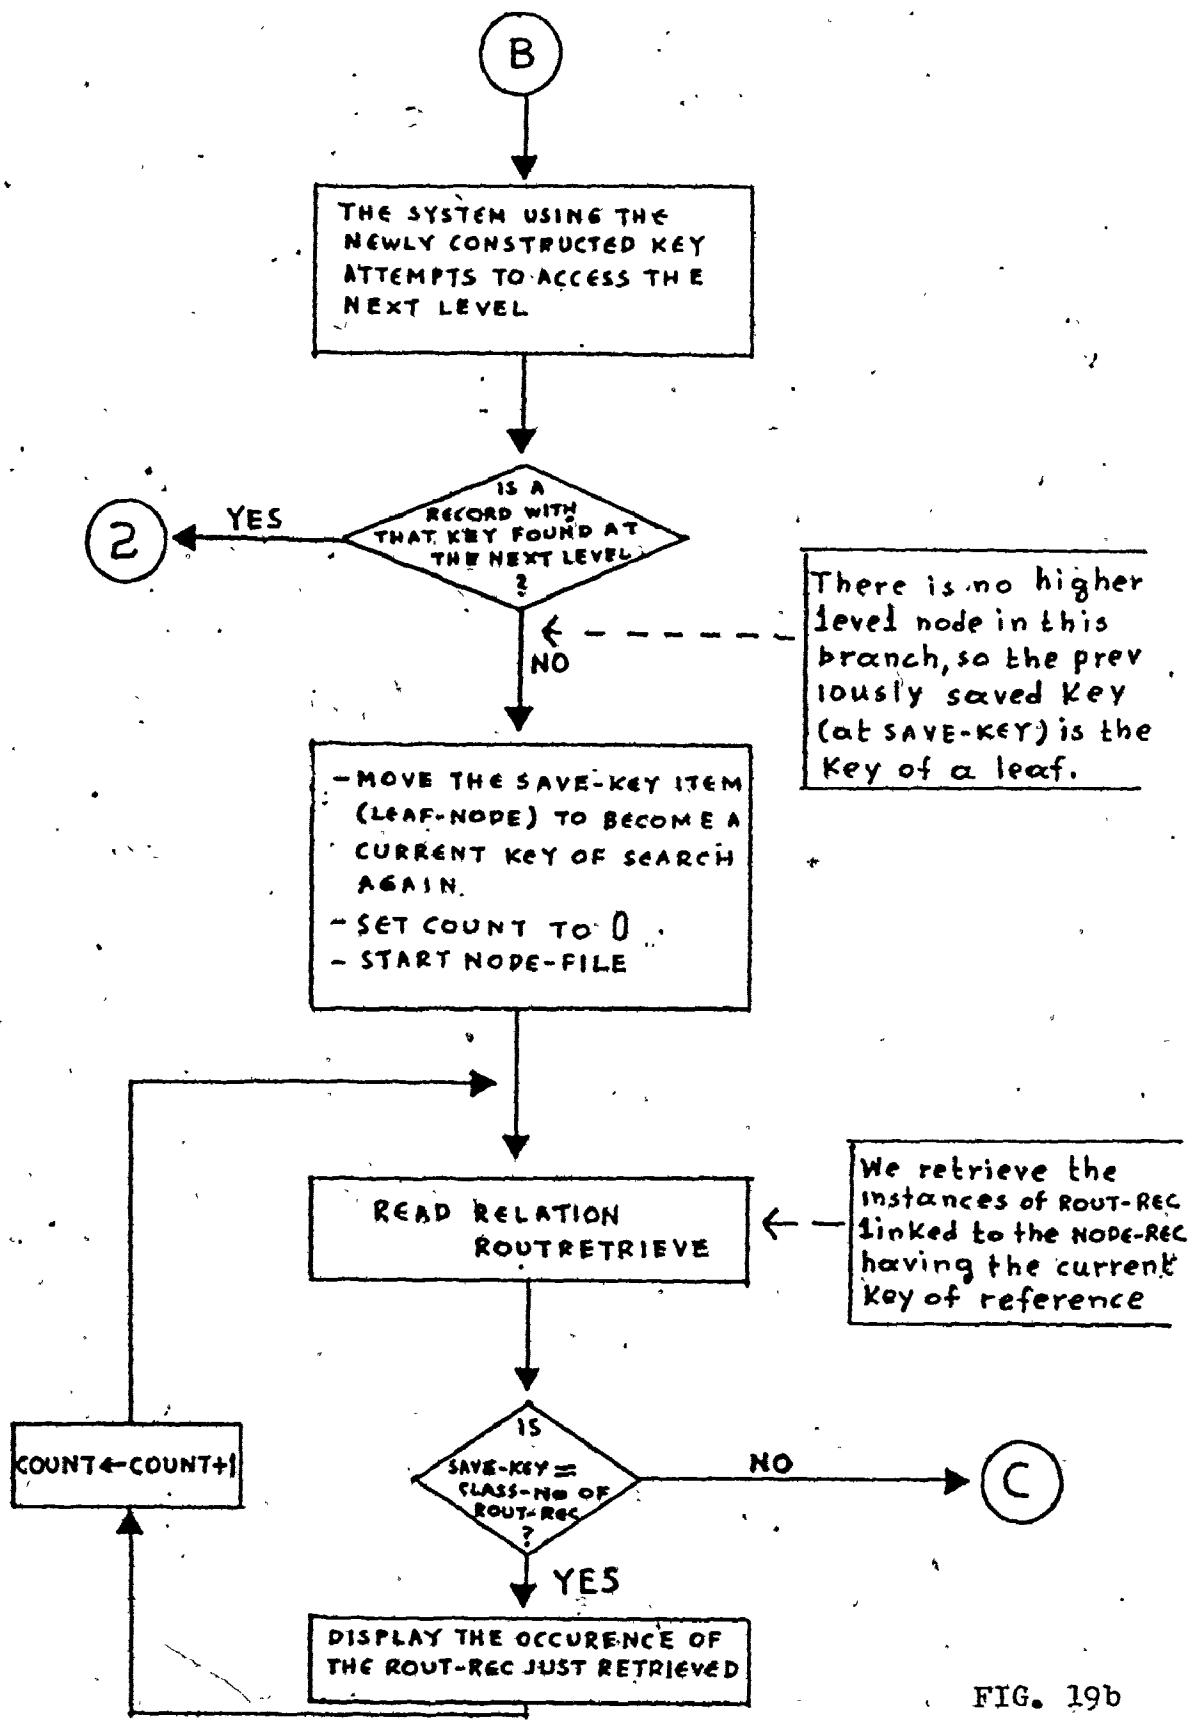 B
THE SYSTEM USING THE
NEWLY CONSTRUCTED KEY
ATTEMPTS TO ACCESS THE
NEXT LEVEL
IS A
RECORD WITH
THAT KEY FOUND AT
THE NEXT LEVEL
?
YES
2
NO
There is no higher
level node in this
branch, so the prev
iously saved key
(at SAVE-KEY) is the
key of a leaf.
- MOVE THE SAVE-KEY ITEM
(LEAF-NODE) TO BECOME A
CURRENT KEY OF SEARCH
AGAIN.
- SET COUNT TO 0
- START NODE-FILE
READ RELATION
ROUTRETRIEVE
We retrieve the
instances of ROUT-REC
linked to the NODE-REC
having the current
key of reference
IS
SAVE-KEY =
CLASS-NO OF
ROUT-REC
?
NO
C
YES
COUNT←COUNT+1
DISPLAY THE OCCURENCE OF
THE ROUT-REC JUST RETRIEVED
FIG. 19b